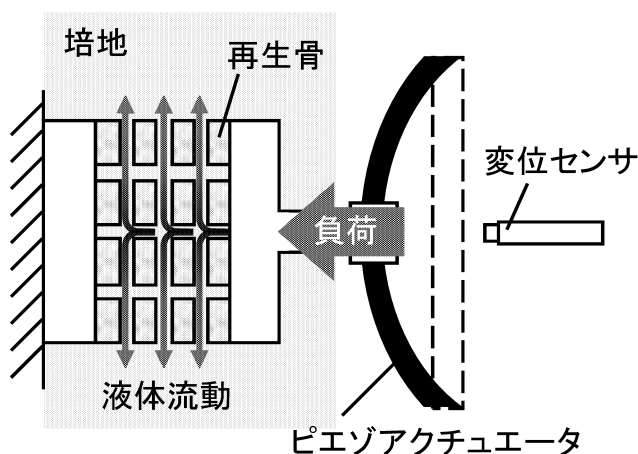 培地
再生骨
変位センサ
負荷
液体流動
ピエゾアクチュエータ